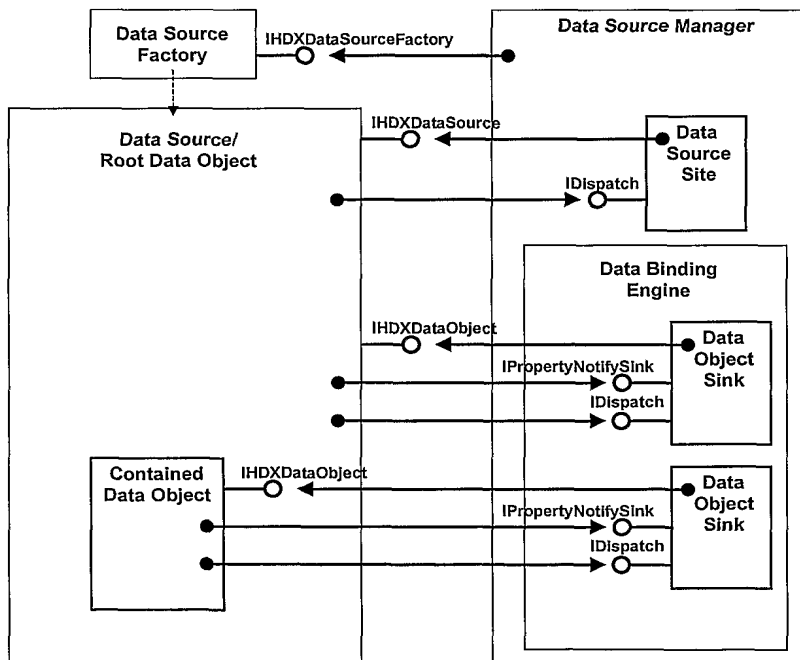 Data Source
Factory
IHDXDataSourceFactory
Data Source Manager
Data Source/
Root Data Object
IHDXDataSource
Data
Source
Site
IDispatch
Data Binding
Engine
IHDXDataObject
Data
Object
Sink
IPropertyNotifySink
IDispatch
Contained
Data Object
IHDXDataObject
Data
Object
Sink
IPropertyNotifySink
IDispatch